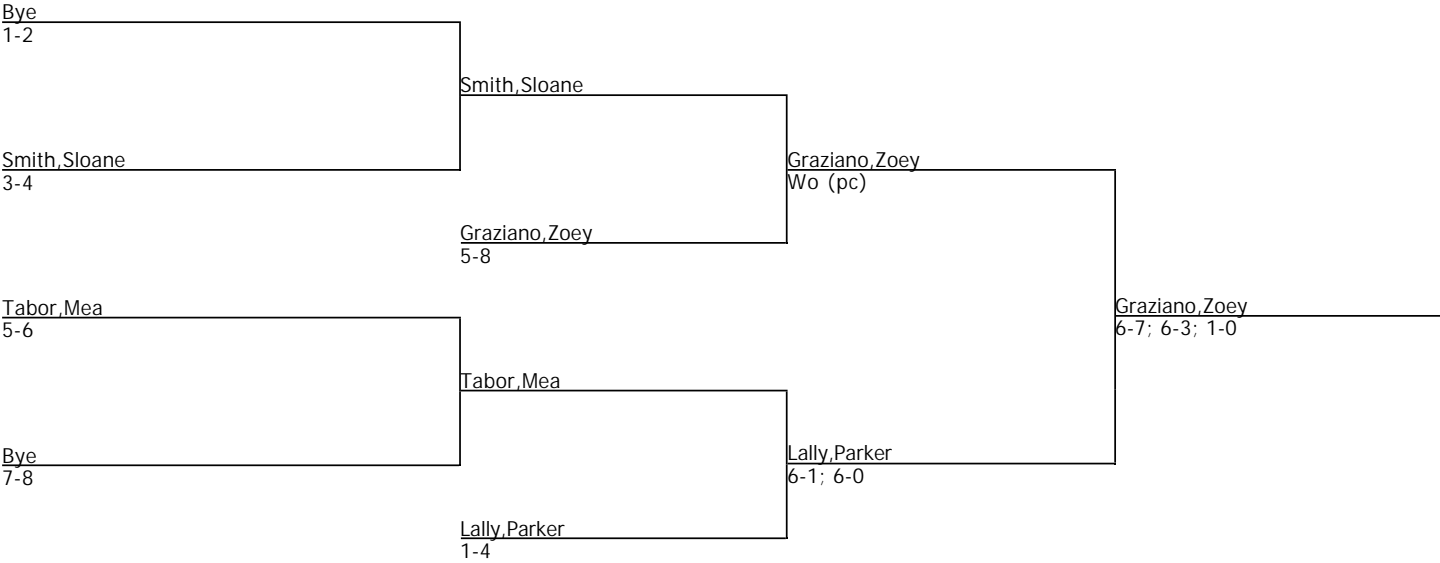 Bye
1-2
Smith,Sloane
Smith,Sloane
3-4
Graziano,Zoey
Wo (pc)
Graziano,Zoey
5-8
Tabor,Mea
5-6
Graziano,Zoey
6-7; 6-3; 1-0
Tabor,Mea
Bye
7-8
Lally,Parker
6-1; 6-0
Lally,Parker
1-4